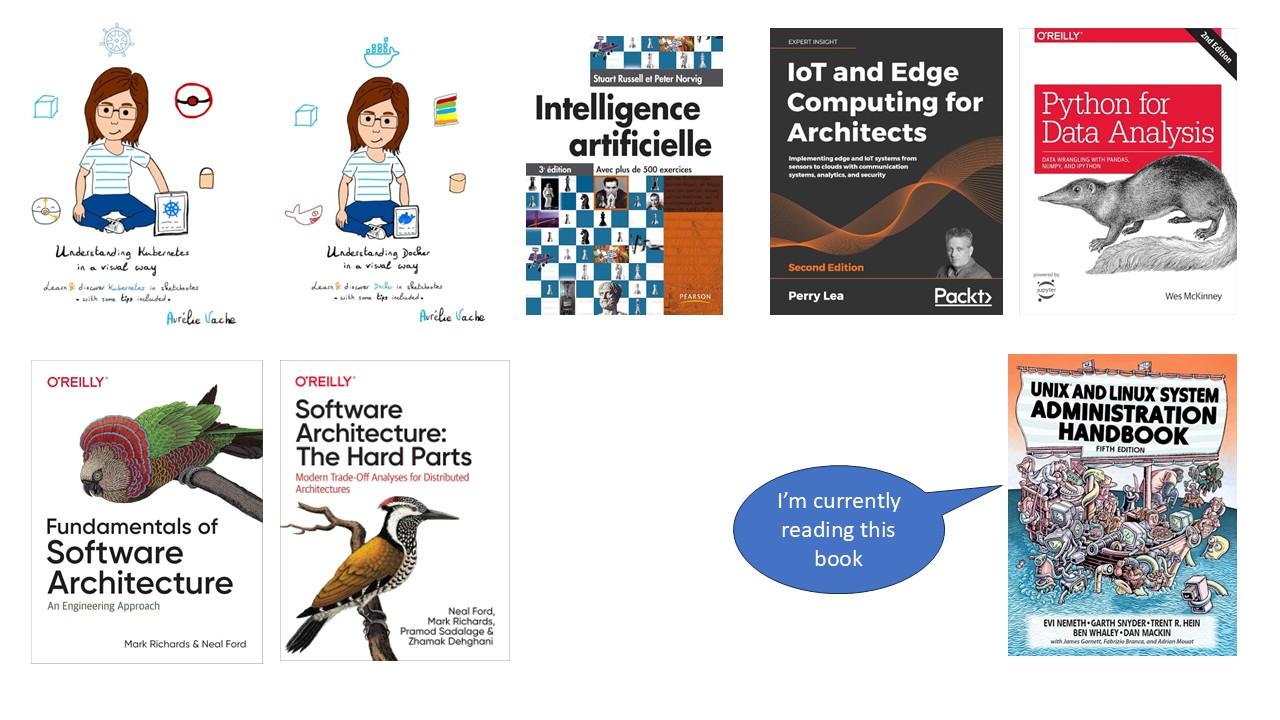 Understanding Kubernetes
in a visual way
Learn & discover Kubernetes in sketchnotes
- with some tips included -
Aurélie Vache
Understanding Docker
in a visual way
Learn & discover Docker in sketchnotes
- with some tips included -
Aurélie Vache
Stuart Russell et Peter Norvig
Intelligence
artificielle
3e édition
Avec plus de 500 exercices
PEARSON
EXPERT INSIGHT
IoT and Edge
Computing for
Architects
Implementing edge and IoT systems from
sensors to clouds with communication
systems, analytics, and security
Second Edition
Perry Lea
Packt>
O'REILLY®
2nd Edition
Python for
Data Analysis
DATA WRANGLING WITH PANDAS,
NUMPY, AND IPYTHON
powered by
jupyter
Wes McKinney
O'REILLY®
Fundamentals of
Software
Architecture
An Engineering Approach
Mark Richards & Neal Ford
O'REILLY®
Software
Architecture:
The Hard Parts
Modern Trade-Off Analyses for Distributed
Architectures
Neal Ford,
Mark Richards,
Pramod Sadalage &
Zhamak Dehghani
I'm currently
reading this
book
UNIX® AND LINUX® SYSTEM
ADMINISTRATION
HANDBOOK
FIFTH EDITION
EVI NEMETH • GARTH SNYDER • TRENT R. HEIN
BEN WHALEY • DAN MACKIN
with James Garnett, Fabrizio Branca, and Adrian Mouat